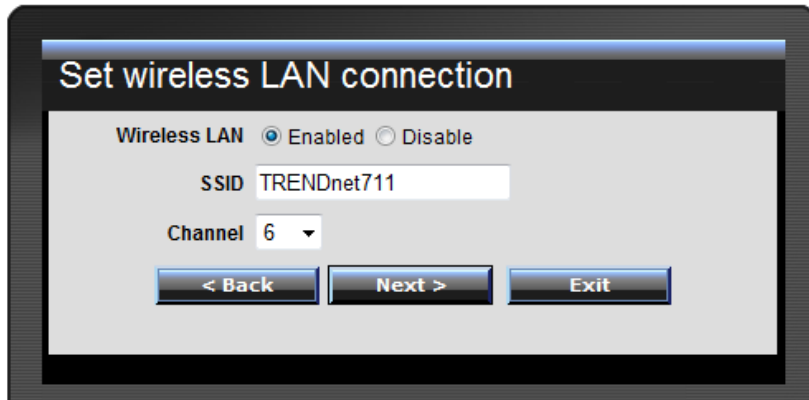 Set wireless LAN connection
Wireless LAN Enabled Disable
SSID TRENDnet711
Channel 6
< Back Next > Exit